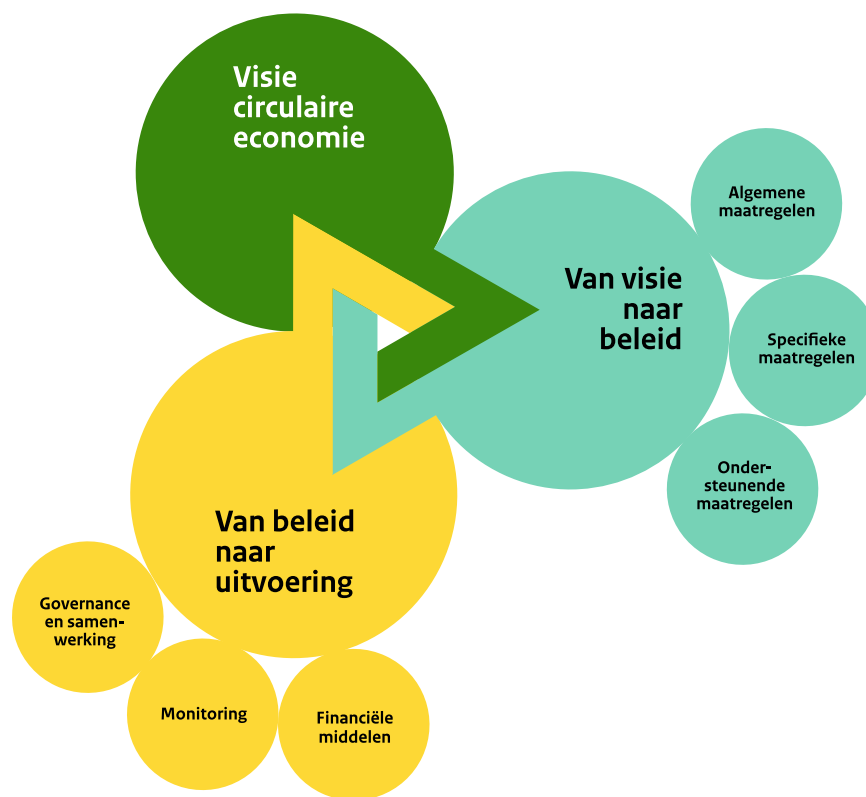 Visie
circulaire
economie
Algemene
maatregelen
Van visie
naar
beleid
Specifieke
maatregelen
Onder-
steunende
maatregelen
Van beleid
naar
uitvoering
Governance
en samen-
werking
Monitoring
Financiële
middelen